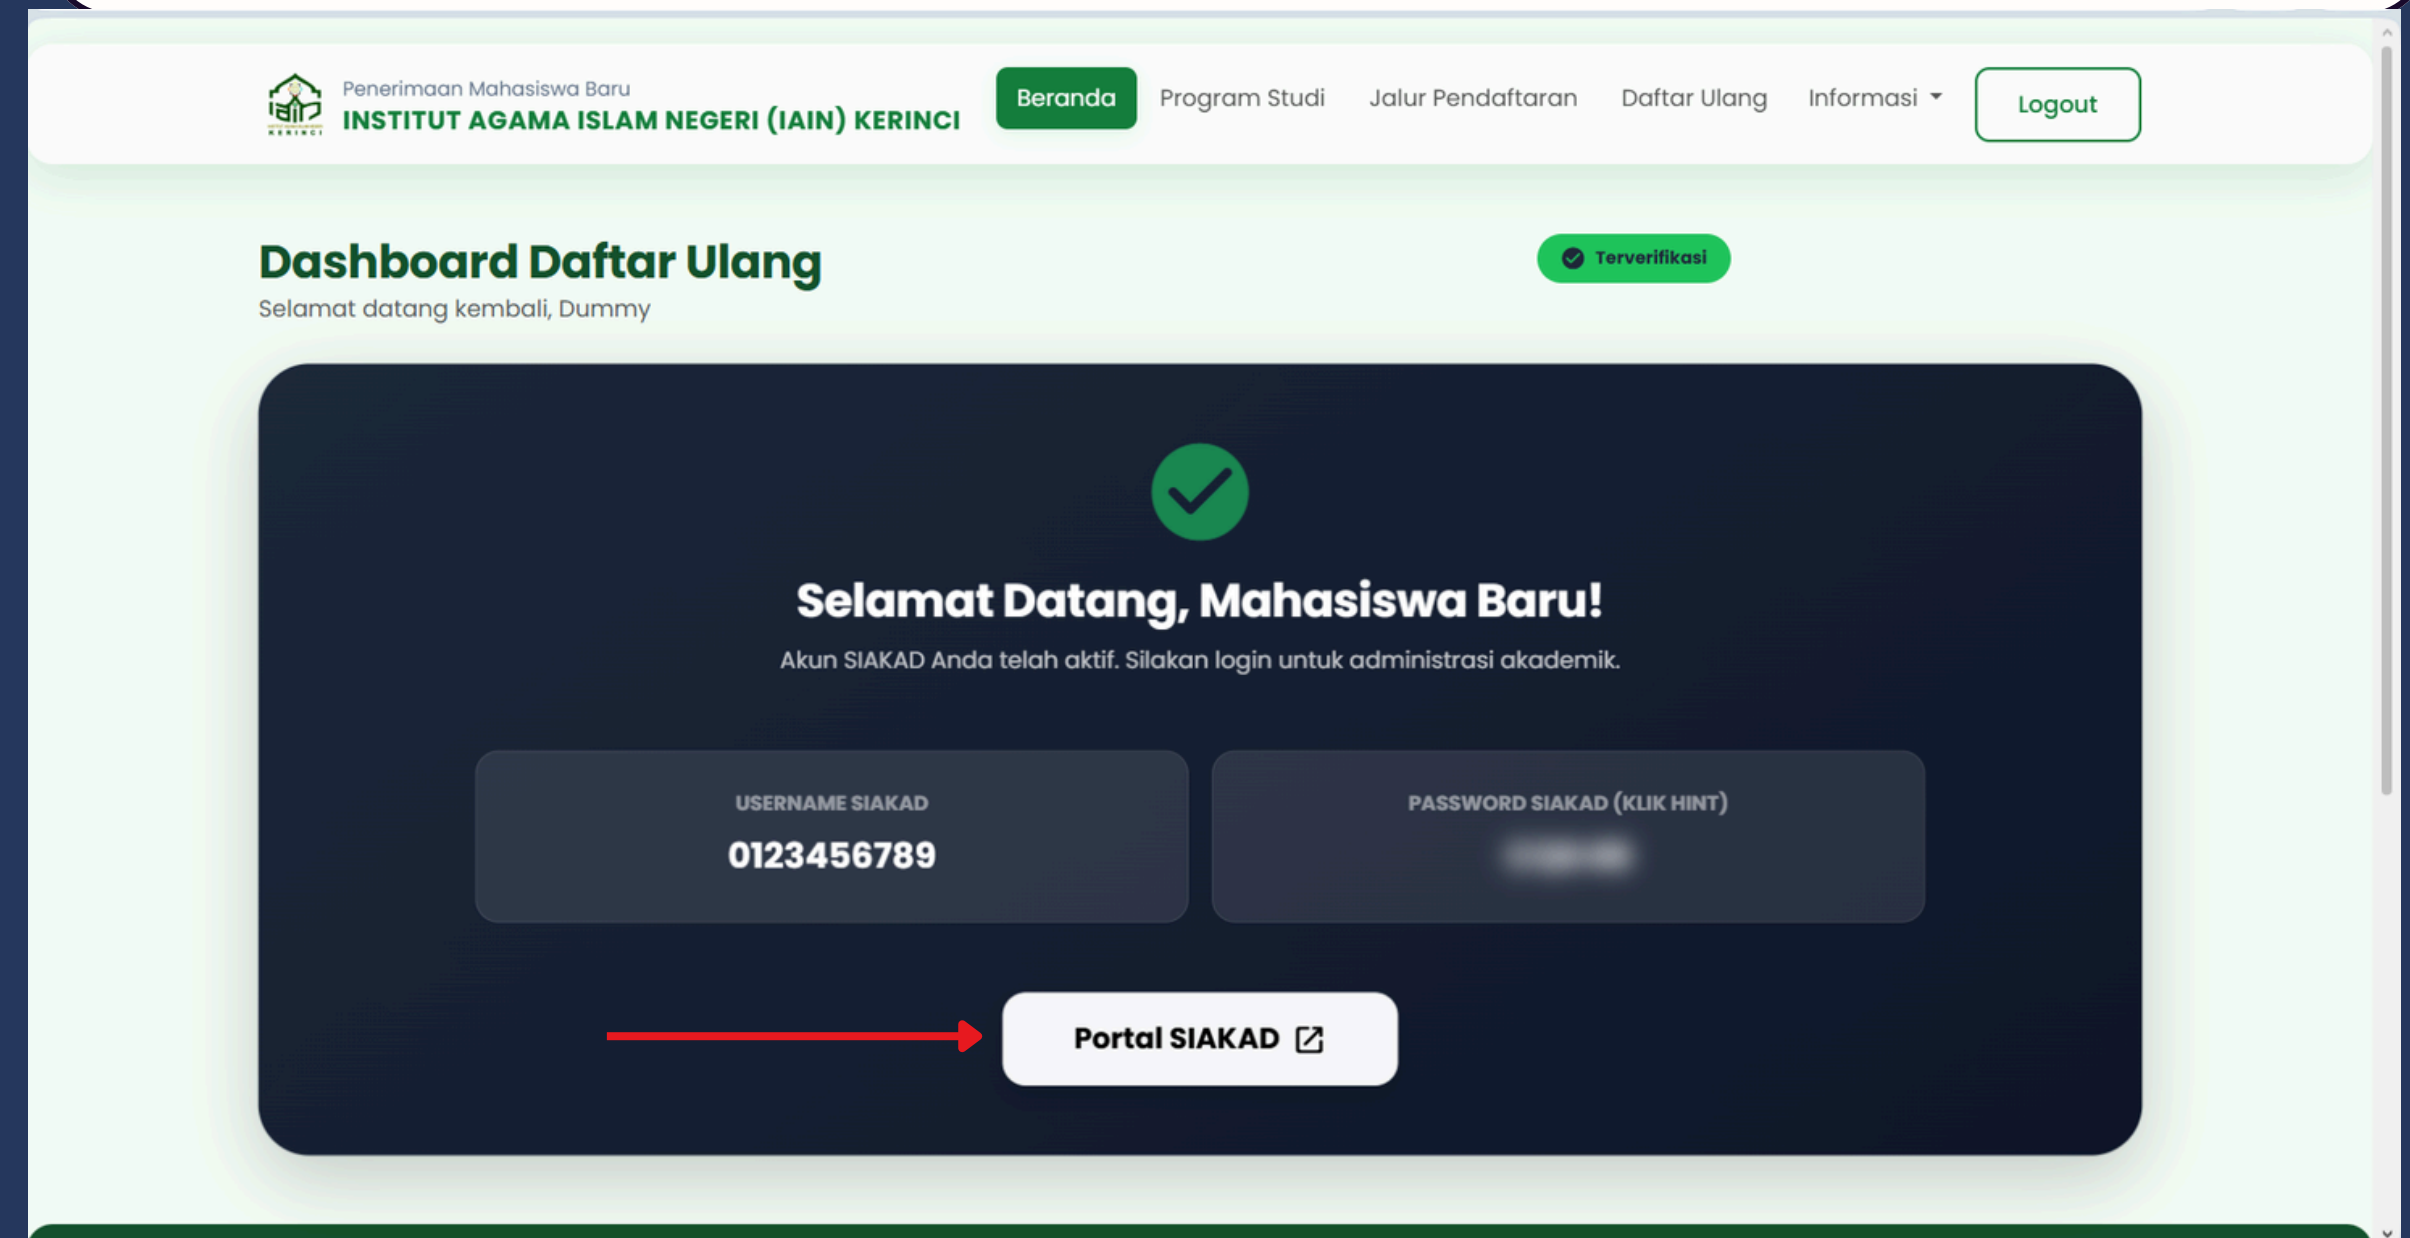 Penerimaan Mahasiswa Baru
INSTITUT AGAMA ISLAM NEGERI (IAIN) KERINCI
iain
KERINCI
Beranda
Program Studi
Jalur Pendaftaran
Daftar Ulang
Informasi
Logout
Dashboard Daftar Ulang
Terverifikasi
Selamat datang kembali, Dummy
Selamat Datang, Mahasiswa Baru!
Akun SIAKAD Anda telah aktif. Silakan login untuk administrasi akademik.
USERNAME SIAKAD
0123456789
PASSWORD SIAKAD (KLIK HINT)
Portal SIAKAD